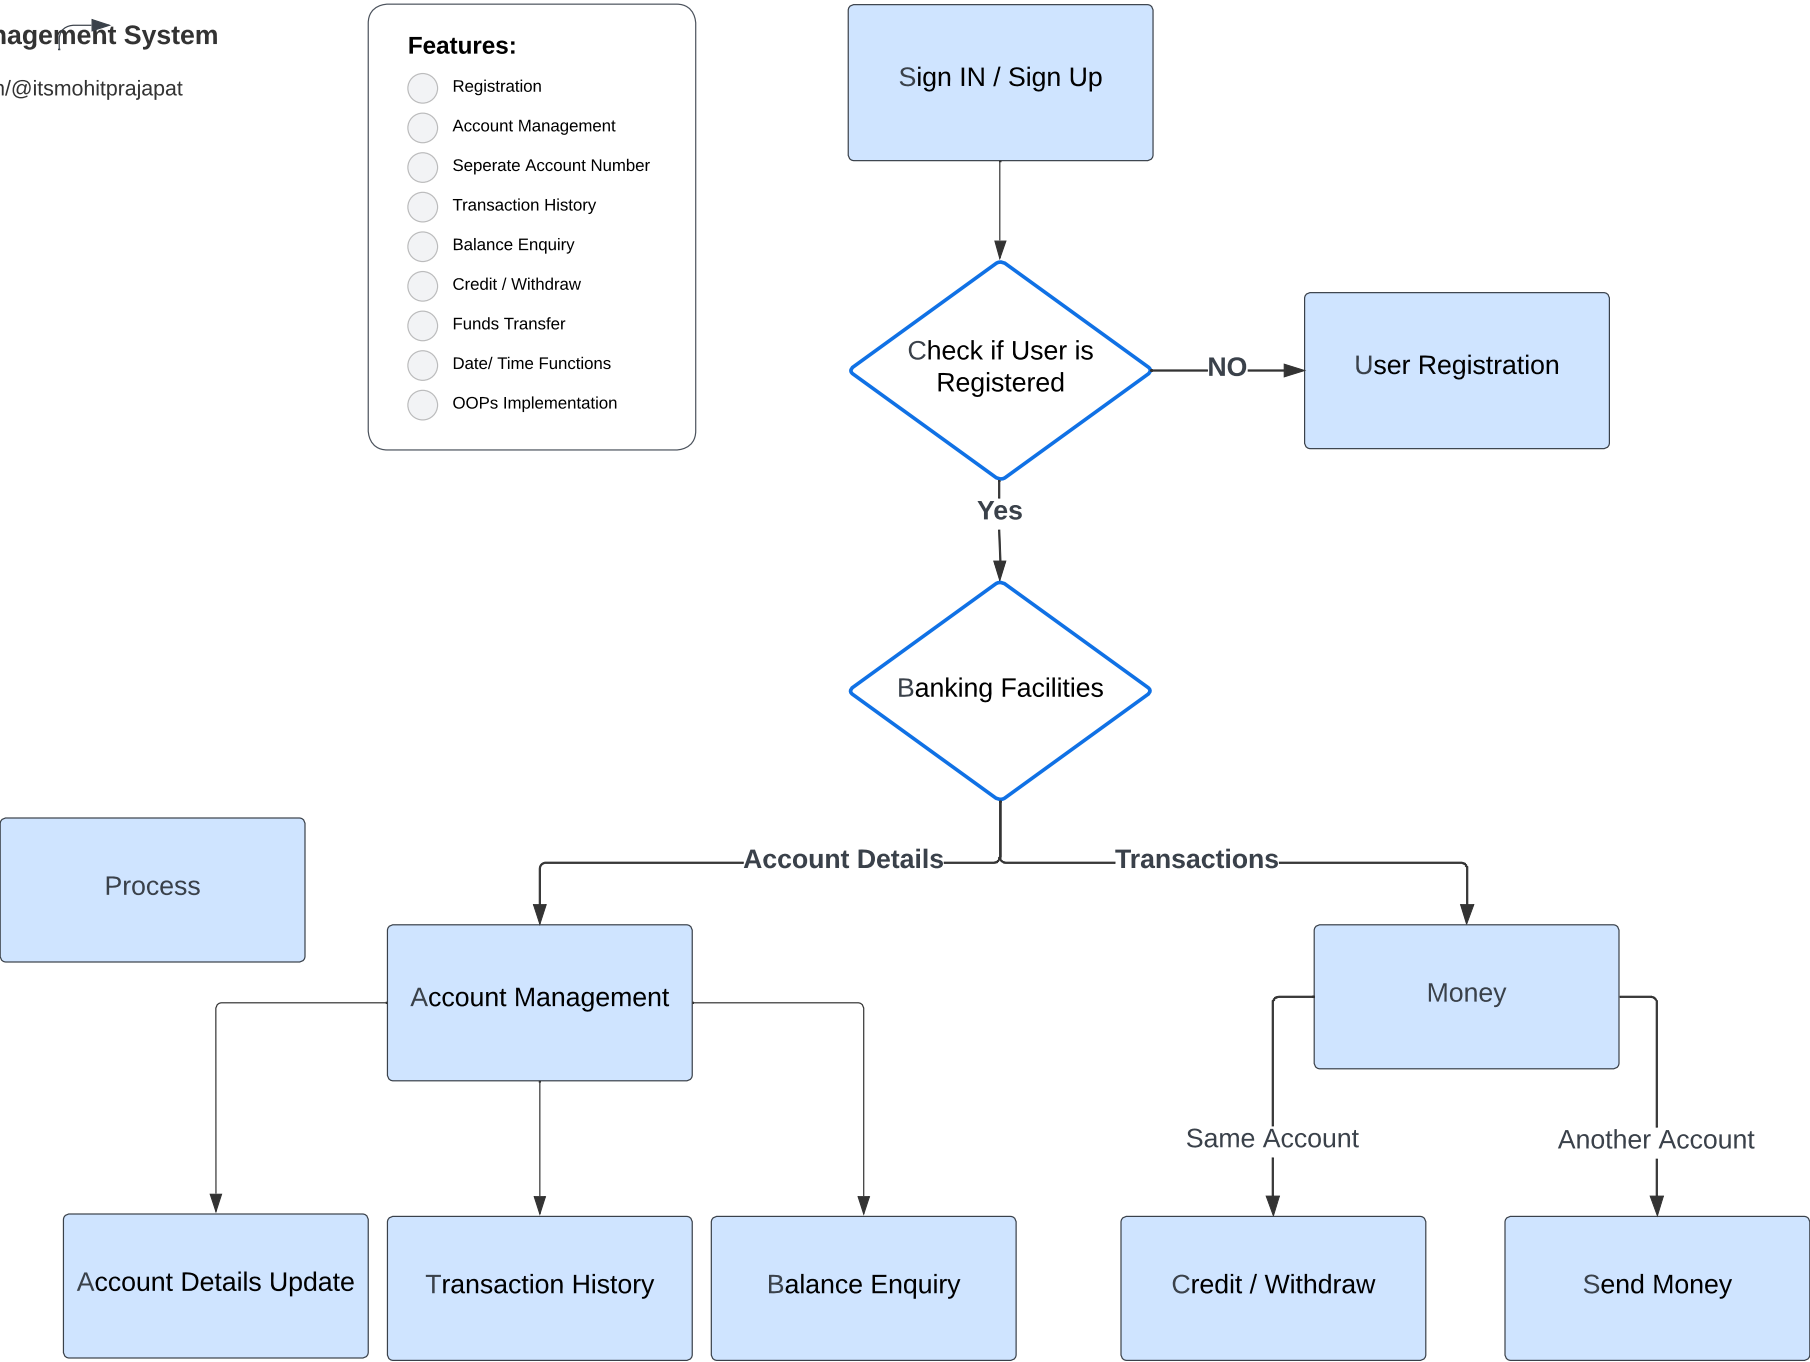 nagement System
/@itsmohitprajapat
Features:
Registration
Account Management
Seperate Account Number
Transaction History
Balance Enquiry
Credit / Withdraw
Funds Transfer
Date/ Time Functions
OOPs Implementation
Sign IN / Sign Up
Check if User is
Registered
NO
User Registration
Yes
Banking Facilities
Account Details
Transactions
Process
Account Management
Money
Same Account
Another Account
Account Details Update
Transaction History
Balance Enquiry
Credit / Withdraw
Send Money